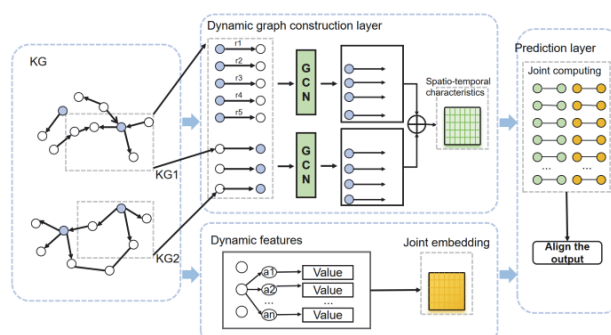 KG
KG1
KG2
Dynamic graph construction layer
r1
r2
r3
r4
r5
GCN
GCN
Spatio-temporal
characteristics
Dynamic features
a1
Value
a2
Value
...
...
an
Value
Joint embedding
Prediction layer
Joint computing
...
...
Align the
output